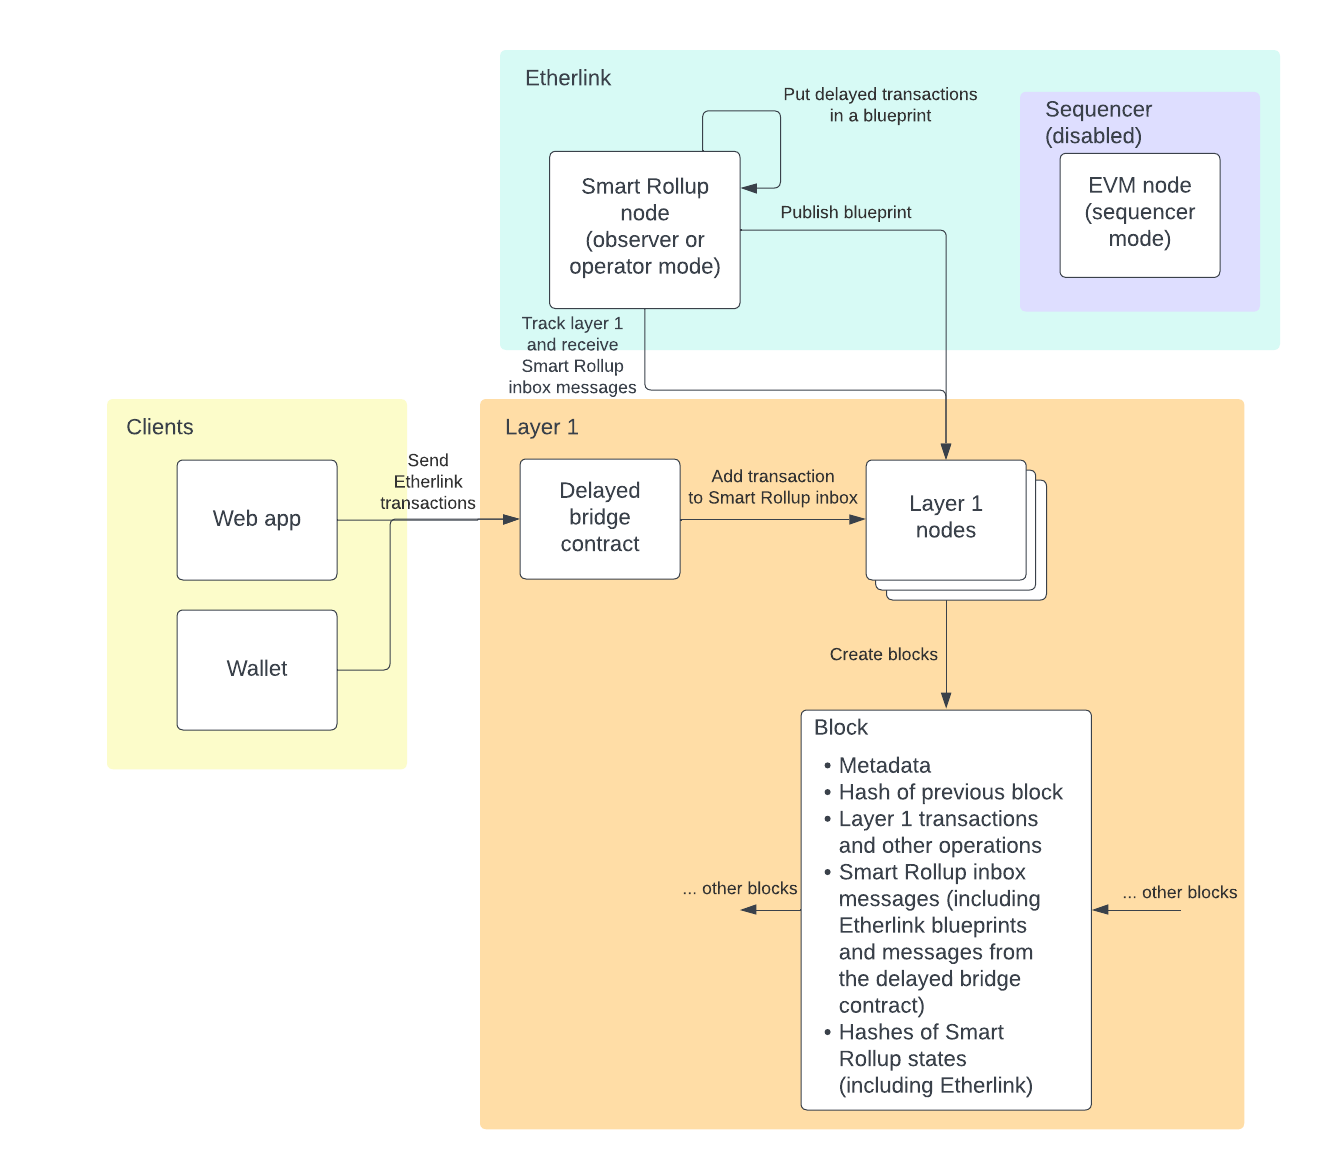 Etherlink
Put delayed transactions
in a blueprint
Sequencer
(disabled)
Smart Rollup
node
(observer or
operator mode)
EVM node
(sequencer
mode)
Publish blueprint
Track layer 1
and receive
Smart Rollup
inbox messages
Clients
Web app
Wallet
Send
Etherlink
transactions
Layer 1
Delayed
bridge
contract
Add transaction
to Smart Rollup inbox
Layer 1
nodes
Create blocks
Block
• Metadata
• Hash of previous block
• Layer 1 transactions
and other operations
• Smart Rollup inbox
messages (including
Etherlink blueprints
and messages from
the delayed bridge
contract)
• Hashes of Smart
Rollup states
(including Etherlink)
... other blocks
... other blocks